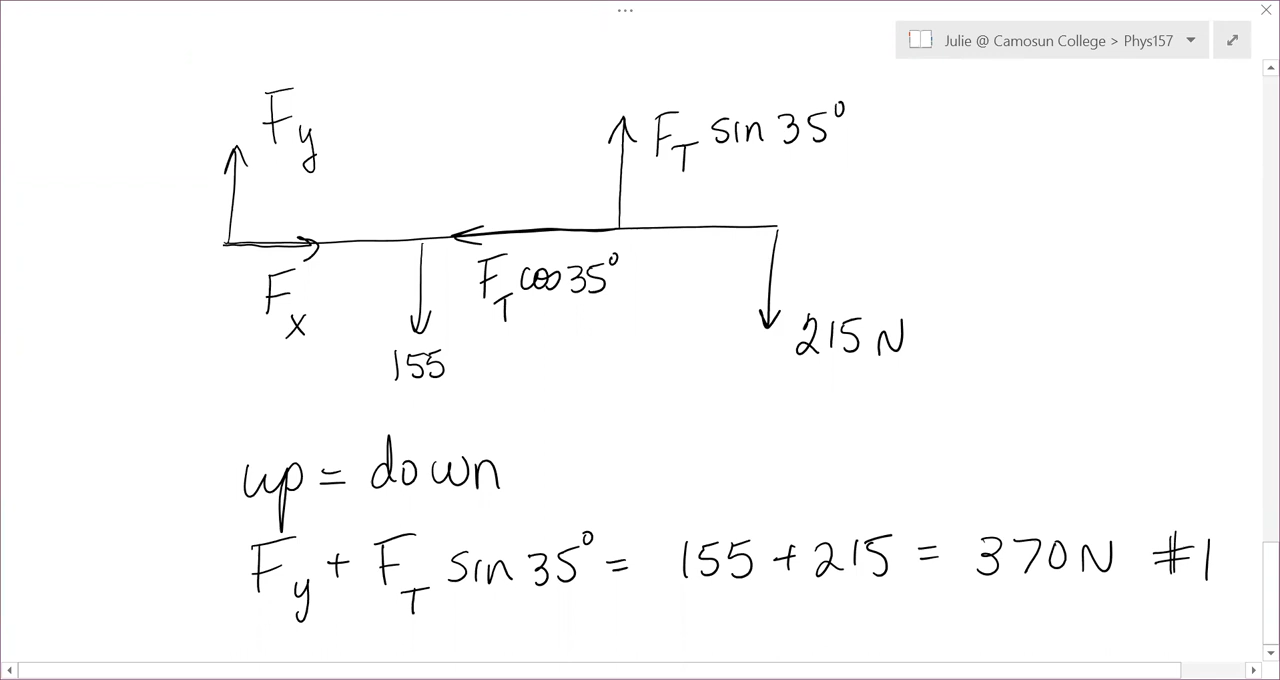 ...
Julie @ Camosun College > Phys157
Fy
FT sin 35°
Fx
FT cos 35°
155
215 N
up = down
Fy + FT sin 35° = 155 + 215 = 370 N #1